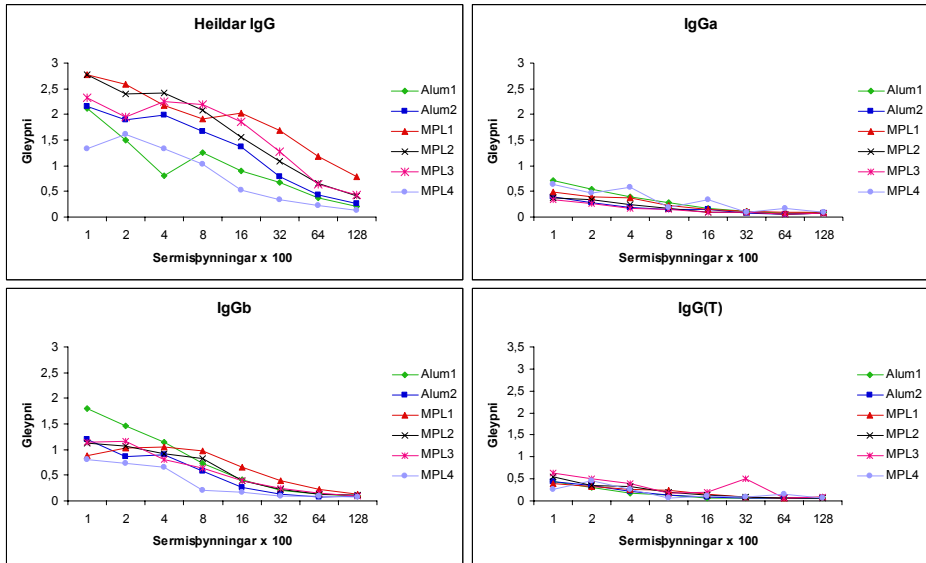 Heildar IgG
3
2,5
2
1,5
1
0,5
0
Gleypni
1 2 4 8 16 32 64 128
Sermisþynningar x 100
Alum1
Alum2
MPL1
MPL2
MPL3
MPL4
IgGa
3
2,5
2
1,5
1
0,5
0
Gleypni
1 2 4 8 16 32 64 128
Sermisþynningar x 100
Alum1
Alum2
MPL1
MPL2
MPL3
MPL4
IgGb
3
2,5
2
1,5
1
0,5
0
Gleypni
1 2 4 8 16 32 64 128
Sermisþynningar x 100
Alum1
Alum2
MPL1
MPL2
MPL3
MPL4
IgG(T)
3,5
3
2,5
2
1,5
1
0,5
0
Gleypni
1 2 4 8 16 32 64 128
Sermisþynningar x 100
Alum1
Alum2
MPL1
MPL2
MPL3
MPL4